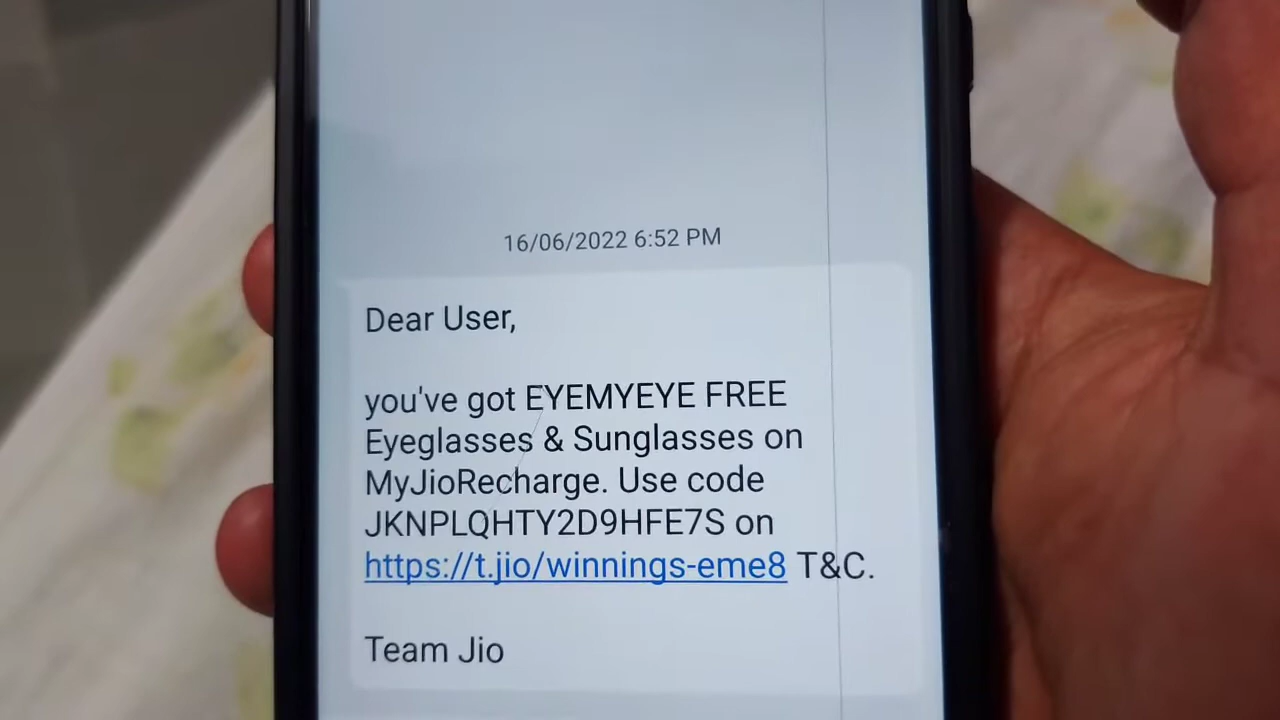 16/06/2022 6:52 PM
Dear User,
you've got EYEMYEYE FREE
Eyeglasses & Sunglasses on
MyJioRecharge. Use code
JKNPLQHTY2D9HFE7S on
https://t.jio/winnings-eme8 T&C.
Team Jio